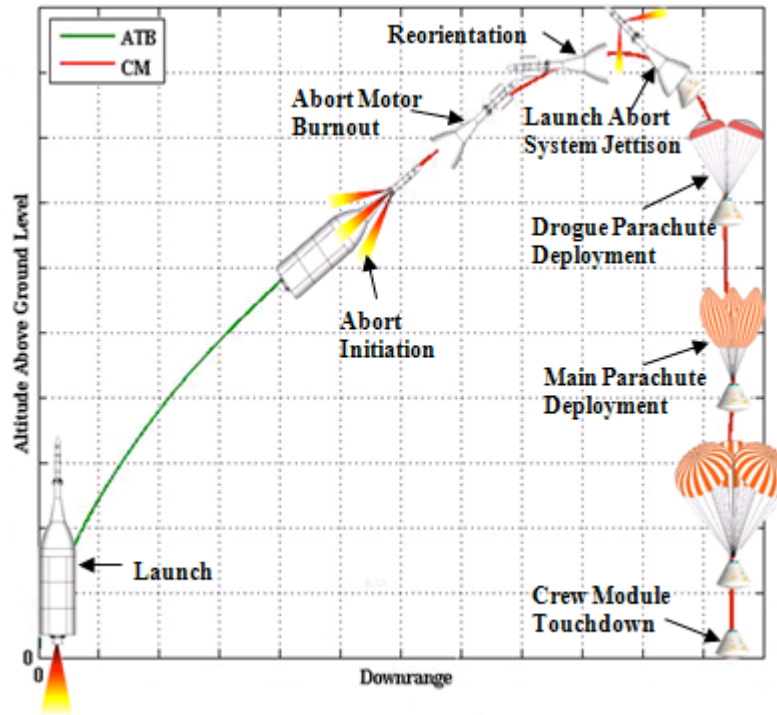 ATB
CM
Reorientation
Abort Motor
Burnout
Launch Abort
System Jettison
Drogue Parachute
Deployment
Abort
Initiation
Main Parachute
Deployment
Launch
Crew Module
Touchdown
Altitude Above Ground Level
0
0
Downrange